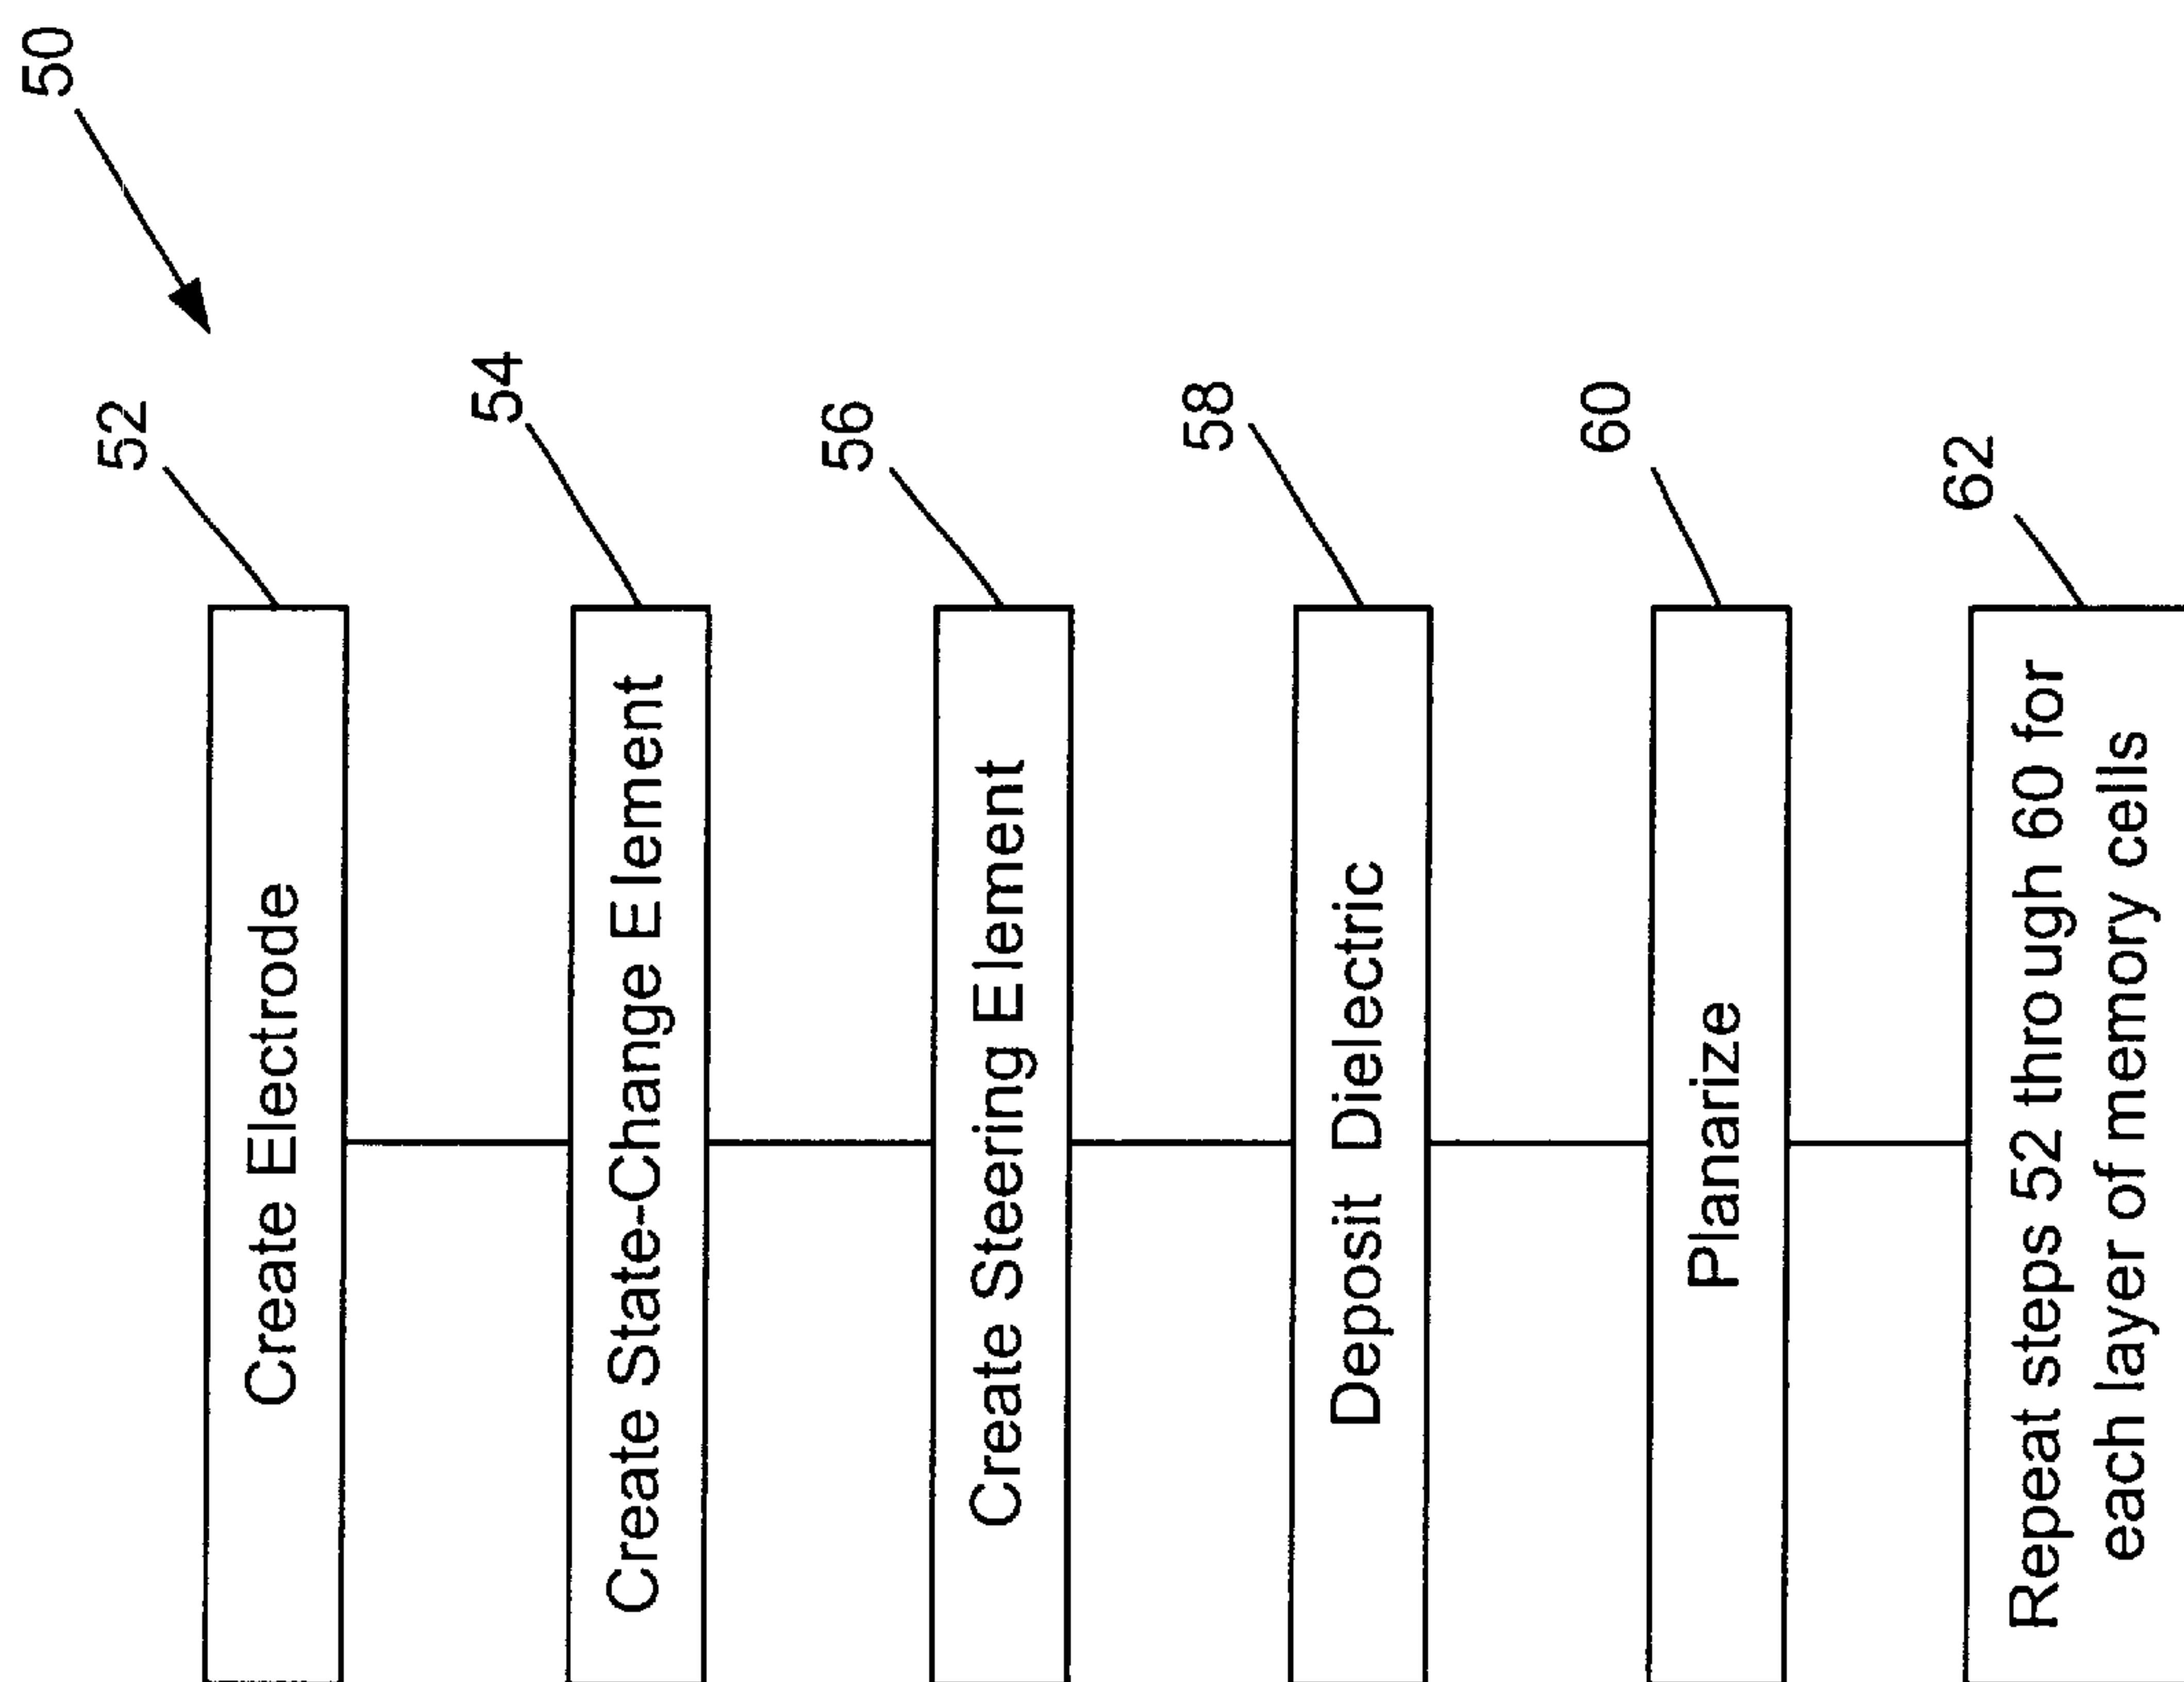 50
52
Create Electrode
54
Create State-Change Element
56
Create Steering Element
58
Deposit Dielectric
60
Planarize
62
Repeat steps 52 through 60 for
each layer of memory cells